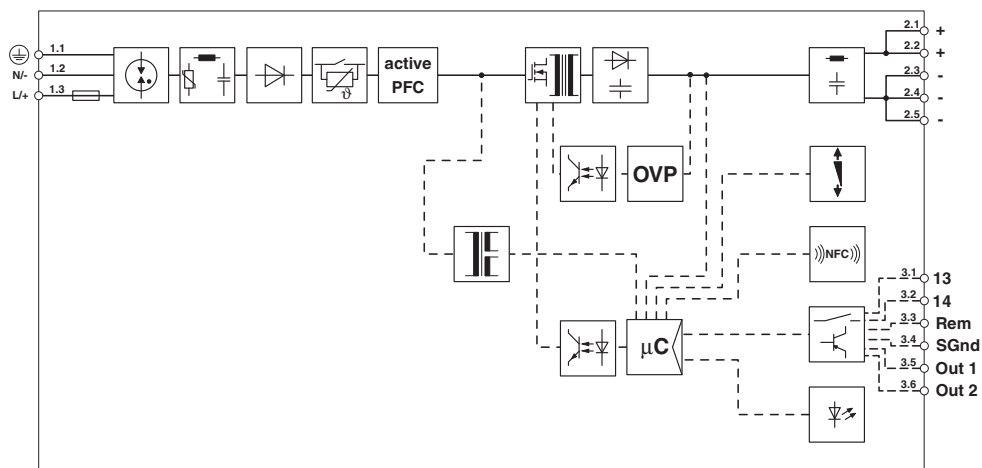 1.1
N/- 1.2
L/+ 1.3
ϑ
active
PFC
2.1 +
2.2 +
2.3 -
2.4 -
2.5 -
OVP
NFC
μC
3.1 13
3.2 14
3.3 Rem
3.4 SGnd
3.5 Out 1
3.6 Out 2